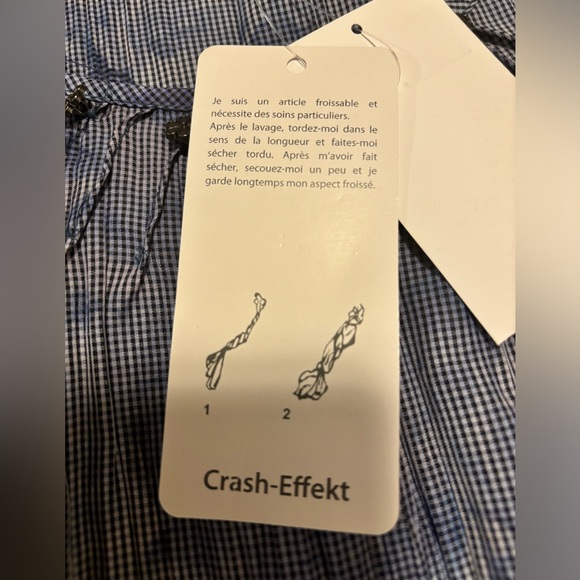 Je suis un article froissable et
nécessite des soins particuliers.
Après le lavage, tordez-moi dans le
sens de la longueur et faites-moi
sécher tordu. Après m'avoir fait
sécher, secouez-moi un peu et je
garde longtemps mon aspect froissé.
1 2
Crash-Effekt